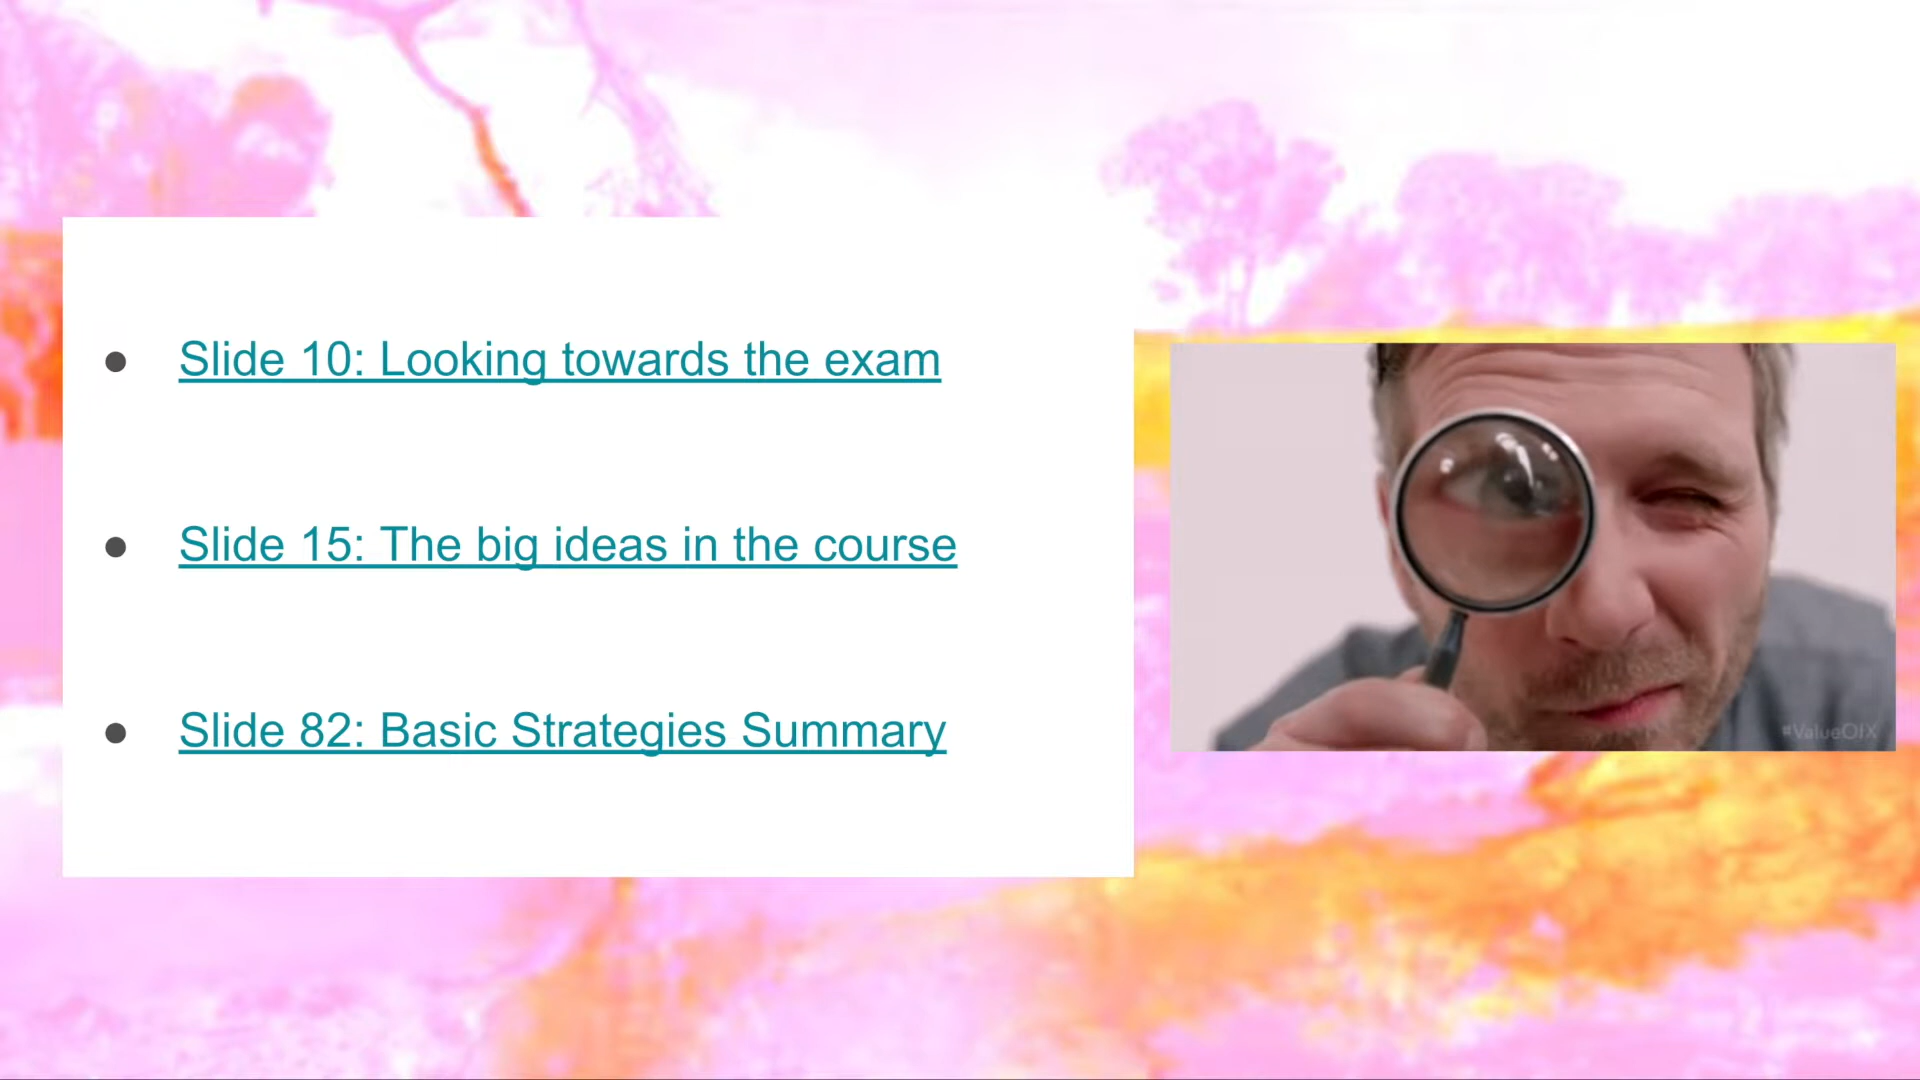 Slide 10: Looking towards the exam
Slide 15: The big ideas in the course
Slide 82: Basic Strategies Summary
#ValueOfX